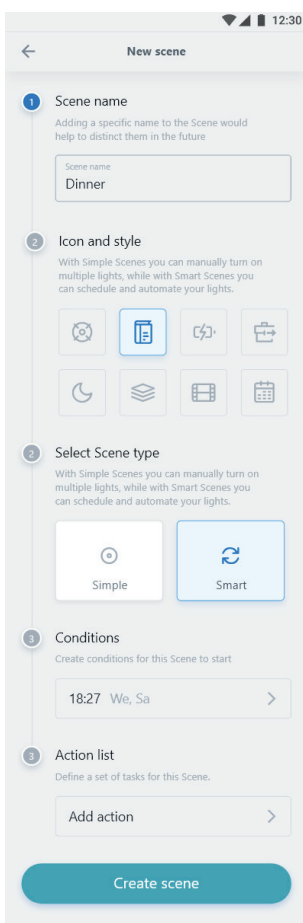 12:30
New scene
1
Scene name
Adding a specific name to the Scene would
help to distinct them in the future
Scene name
Dinner
2
Icon and style
With Simple Scenes you can manually turn on
multiple lights, while with Smart Scenes you
can schedule and automate your lights.
2
Select Scene type
With Simple Scenes you can manually turn on
multiple lights, while with Smart Scenes you
can schedule and automate your lights.
Simple
Smart
3
Conditions
Create conditions for this Scene to start
18:27 We, Sa
3
Action list
Define a set of tasks for this Scene.
Add action
Create scene